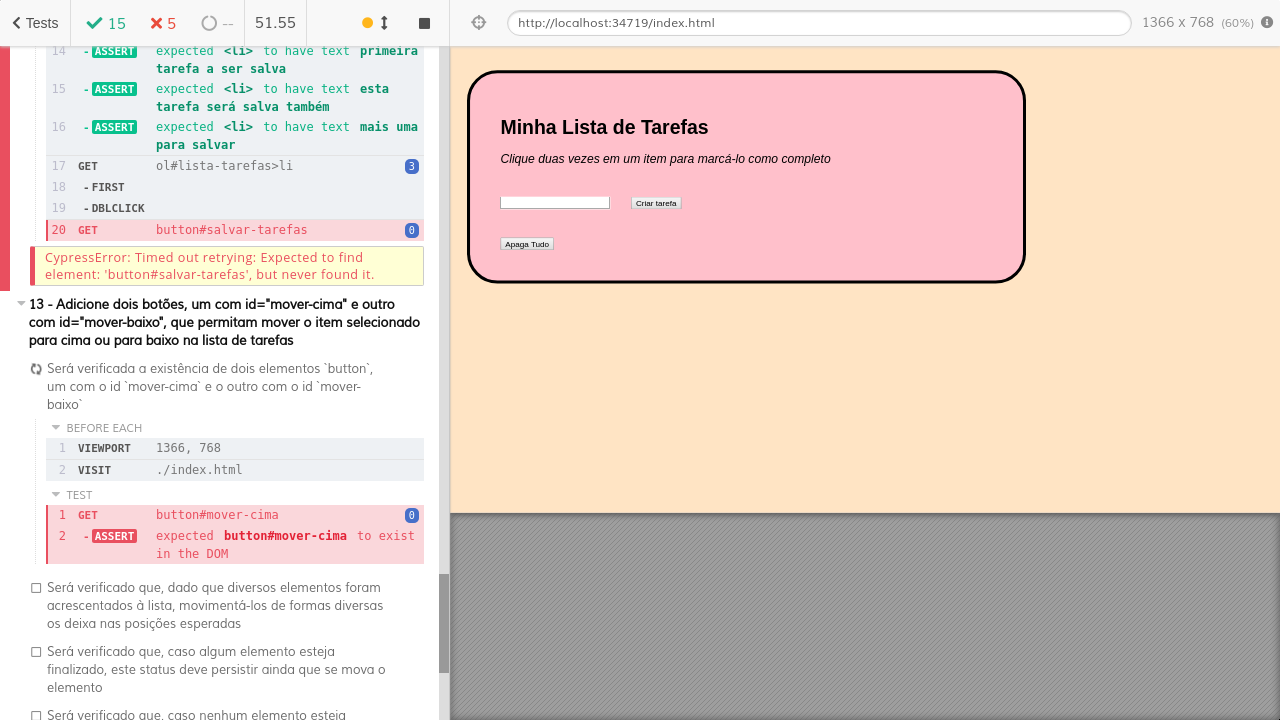 Tests
15
5
--
51.55
http://localhost:34719/index.html
1366 x 768 (60%)
14 - ASSERT expected <li> to have text primeira
tarefa a ser salva
15 - ASSERT expected <li> to have text esta
tarefa será salva também
16 - ASSERT expected <li> to have text mais uma
para salvar
17 GET ol#lista-tarefas>li 3
18 - FIRST
19 - DBLCLICK
20 GET button#salvar-tarefas 0
CypressError: Timed out retrying: Expected to find
element: 'button#salvar-tarefas', but never found it.
13 - Adicione dois botões, um com id="mover-cima" e outro
com id="mover-baixo", que permitam mover o item selecionado
para cima ou para baixo na lista de tarefas
Será verificada a existência de dois elementos `button`,
um com o id `mover-cima` e o outro com o id `mover-
baixo`
BEFORE EACH
1 VIEWPORT 1366, 768
2 VISIT ./index.html
TEST
1 GET button#mover-cima 0
2 - ASSERT expected button#mover-cima to exist
in the DOM
Será verificado que, dado que diversos elementos foram
acrescentados à lista, movimentá-los de formas diversas
os deixa nas posições esperadas
Será verificado que, caso algum elemento esteja
finalizado, este status deve persistir ainda que se mova o
elemento
Será verificado que, caso nenhum elemento esteja
Minha Lista de Tarefas
Clique duas vezes em um item para marcá-lo como completo
Criar tarefa
Apaga Tudo